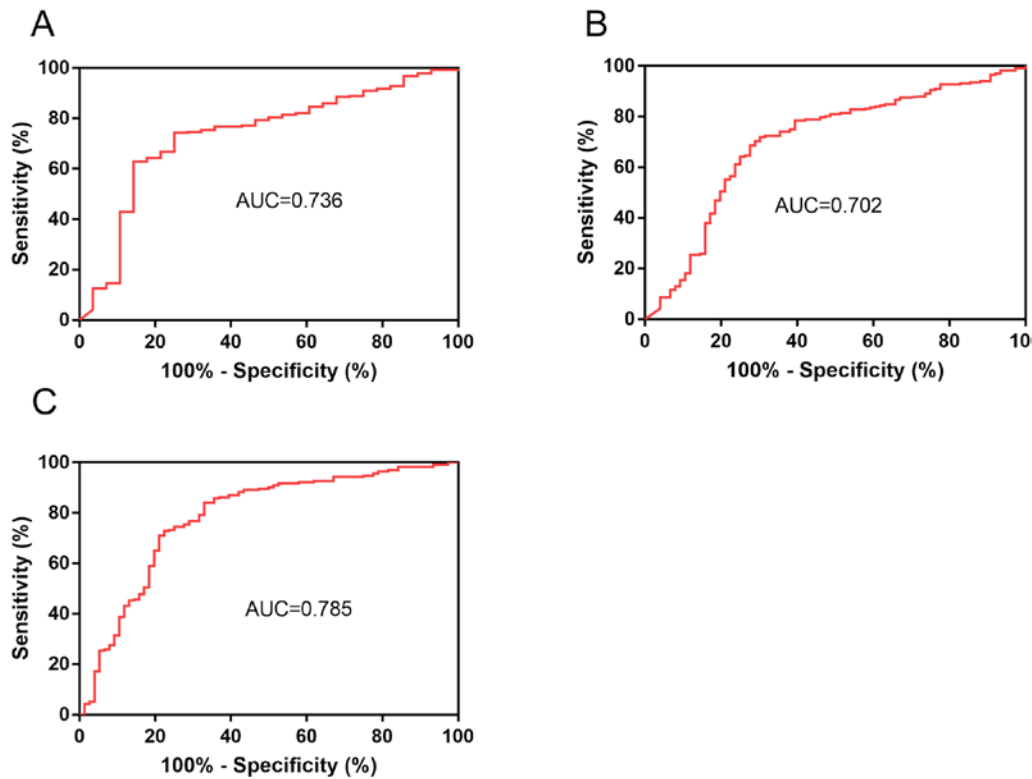 A
B
100
80
60
40
20
0
Sensitivity (%)
AUC=0.736
0 20 40 60 80 100
100% - Specificity (%)
100
80
60
40
20
0
Sensitivity (%)
AUC=0.702
0 20 40 60 80 10
100% - Specificity (%)
C
100
80
60
40
20
0
Sensitivity (%)
AUC=0.785
0 20 40 60 80 100
100% - Specificity (%)